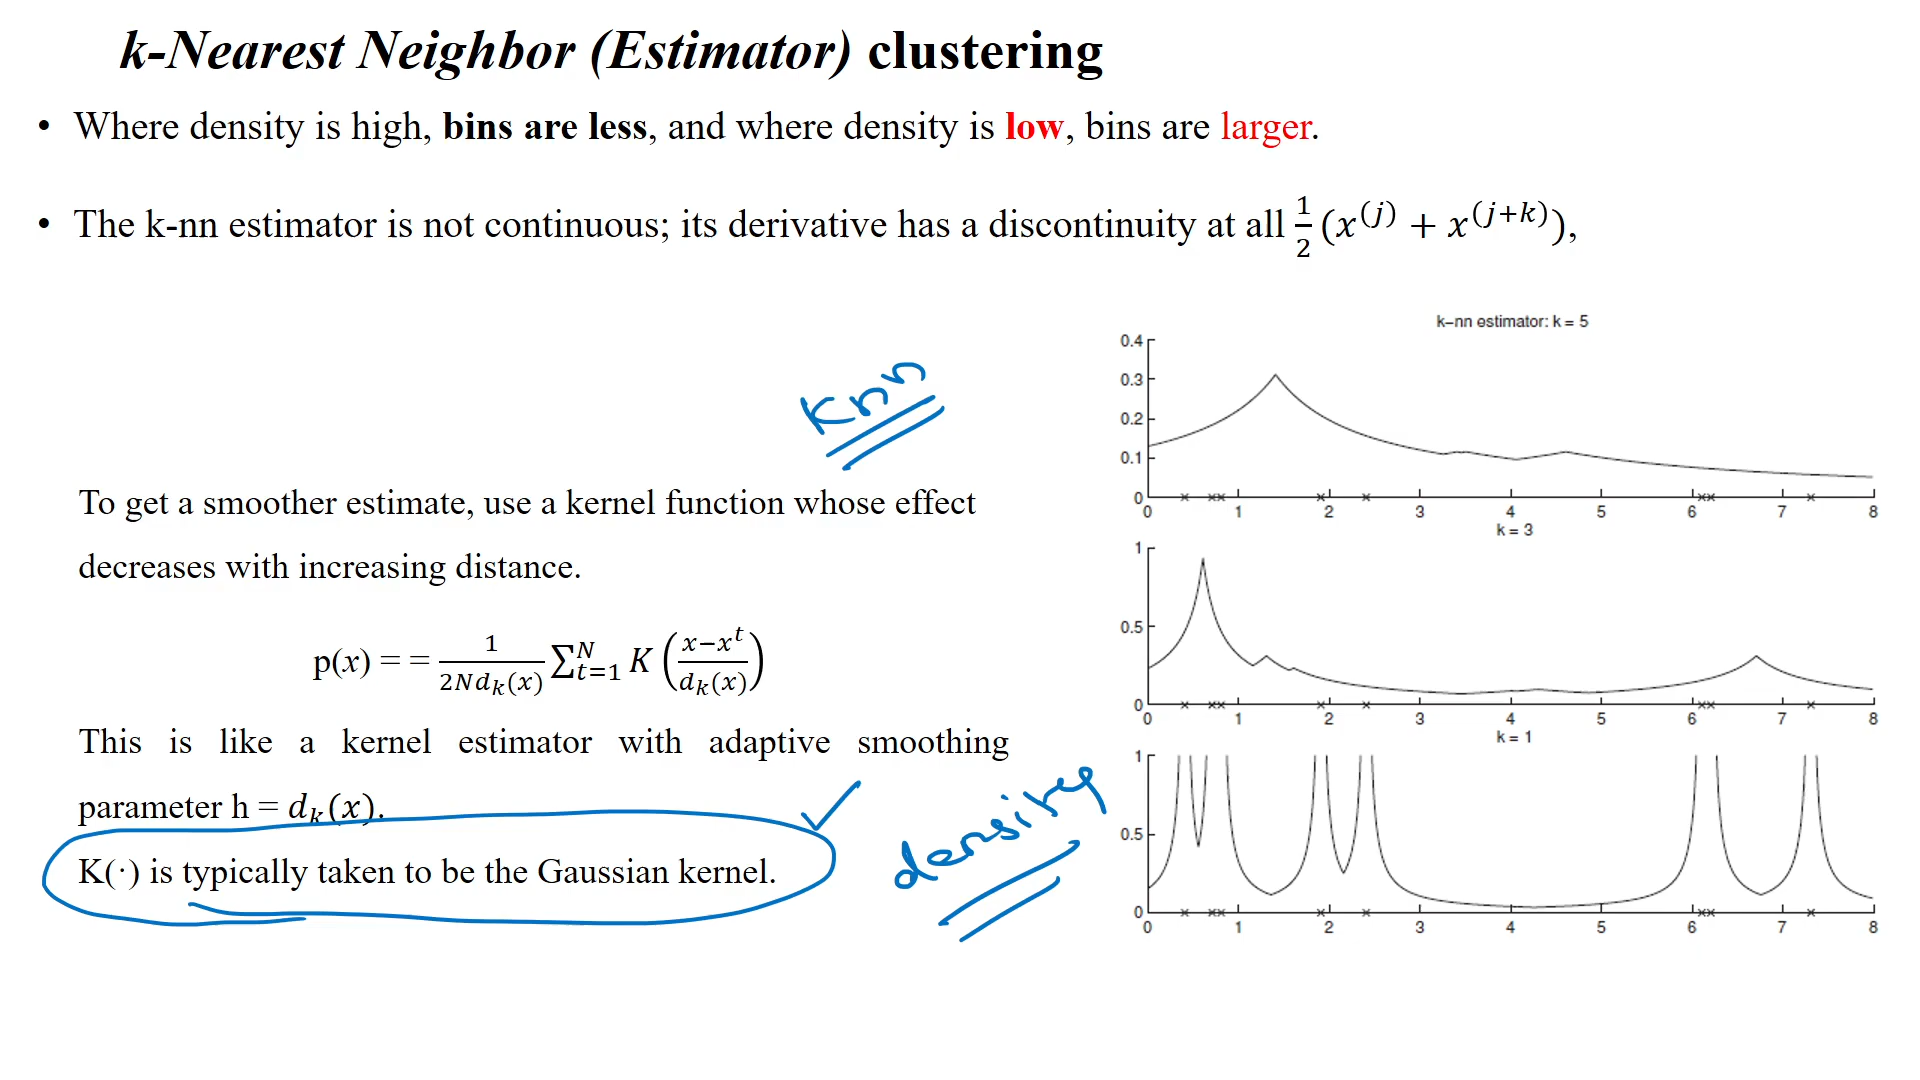 k-Nearest Neighbor (Estimator) clustering
• Where density is high, bins are less, and where density is low, bins are larger.
• The k-nn estimator is not continuous; its derivative has a discontinuity at all 1/2 (x^(j) + x^(j+k)),
knn
To get a smoother estimate, use a kernel function whose effect
decreases with increasing distance.
p(x) = = 1/(2Nd_k(x)) ∑_{t=1}^{N} K ((x−x^t)/(d_k(x)))
This is like a kernel estimator with adaptive smoothing
parameter h = d_k(x).
K(·) is typically taken to be the Gaussian kernel.
density
k−nn estimator: k = 5
0.4
0.3
0.2
0.1
0
0 1 2 3 4 5 6 7 8
k = 3
1
0.5
0
0 1 2 3 4 5 6 7 8
k = 1
1
0.5
0
0 1 2 3 4 5 6 7 8